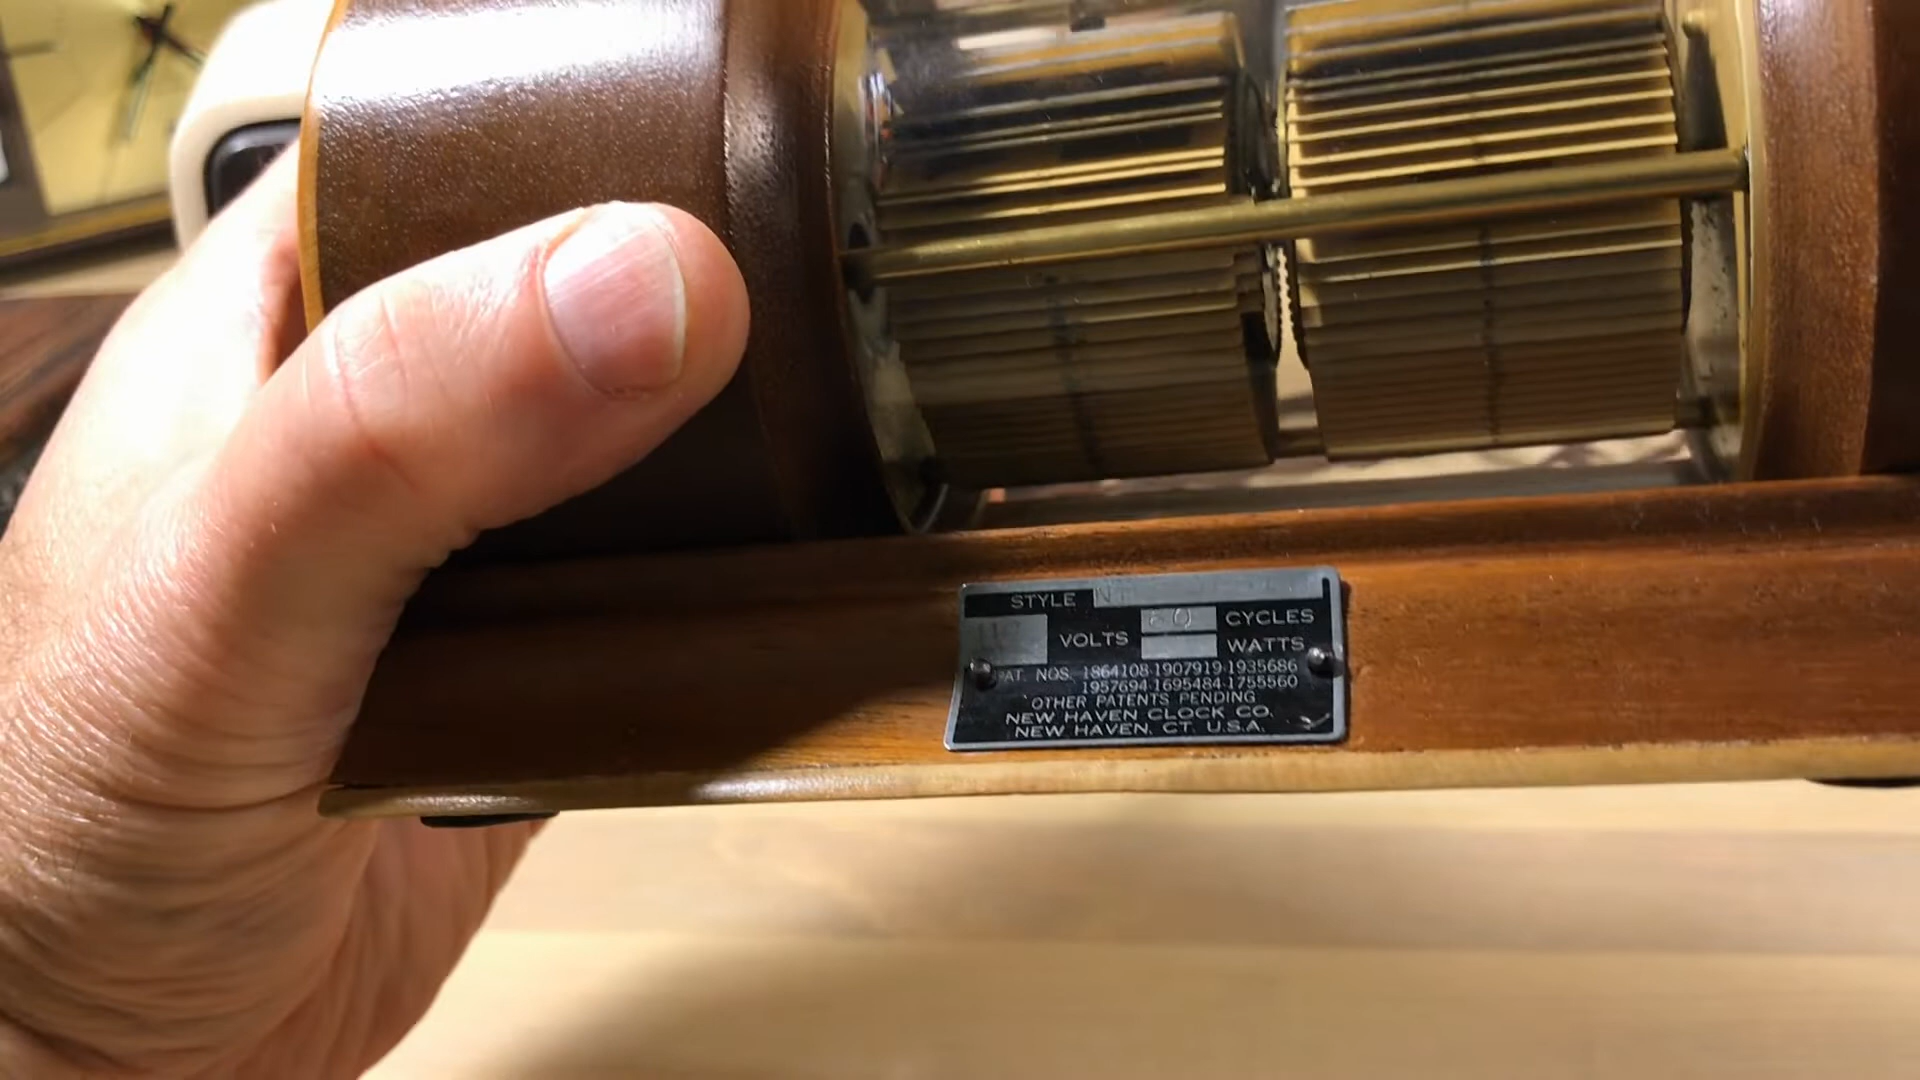 STYLE
60 CYCLES
VOLTS
WATTS
PAT. NOS. 1864108-1907919-1935686
1957694-1695484-1755560
OTHER PATENTS PENDING
NEW HAVEN CLOCK CO.
NEW HAVEN, CT. U.S.A.